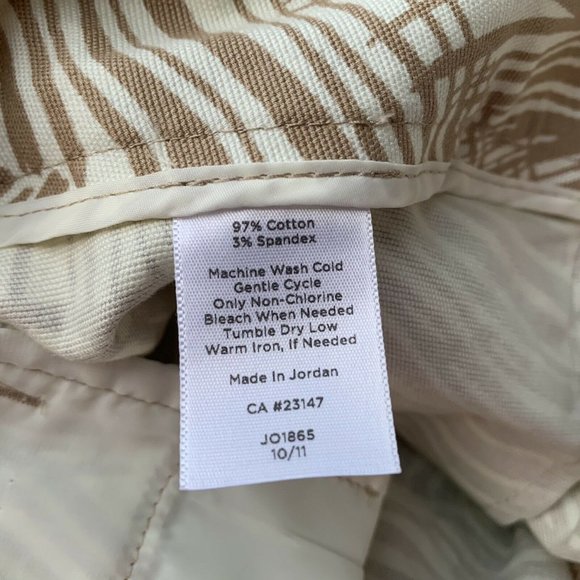 97% Cotton
3% Spandex
Machine Wash Cold
Gentle Cycle
Only Non-Chlorine
Bleach When Needed
Tumble Dry Low
Warm Iron, If Needed
Made In Jordan
CA #23147
JO1865
10/11